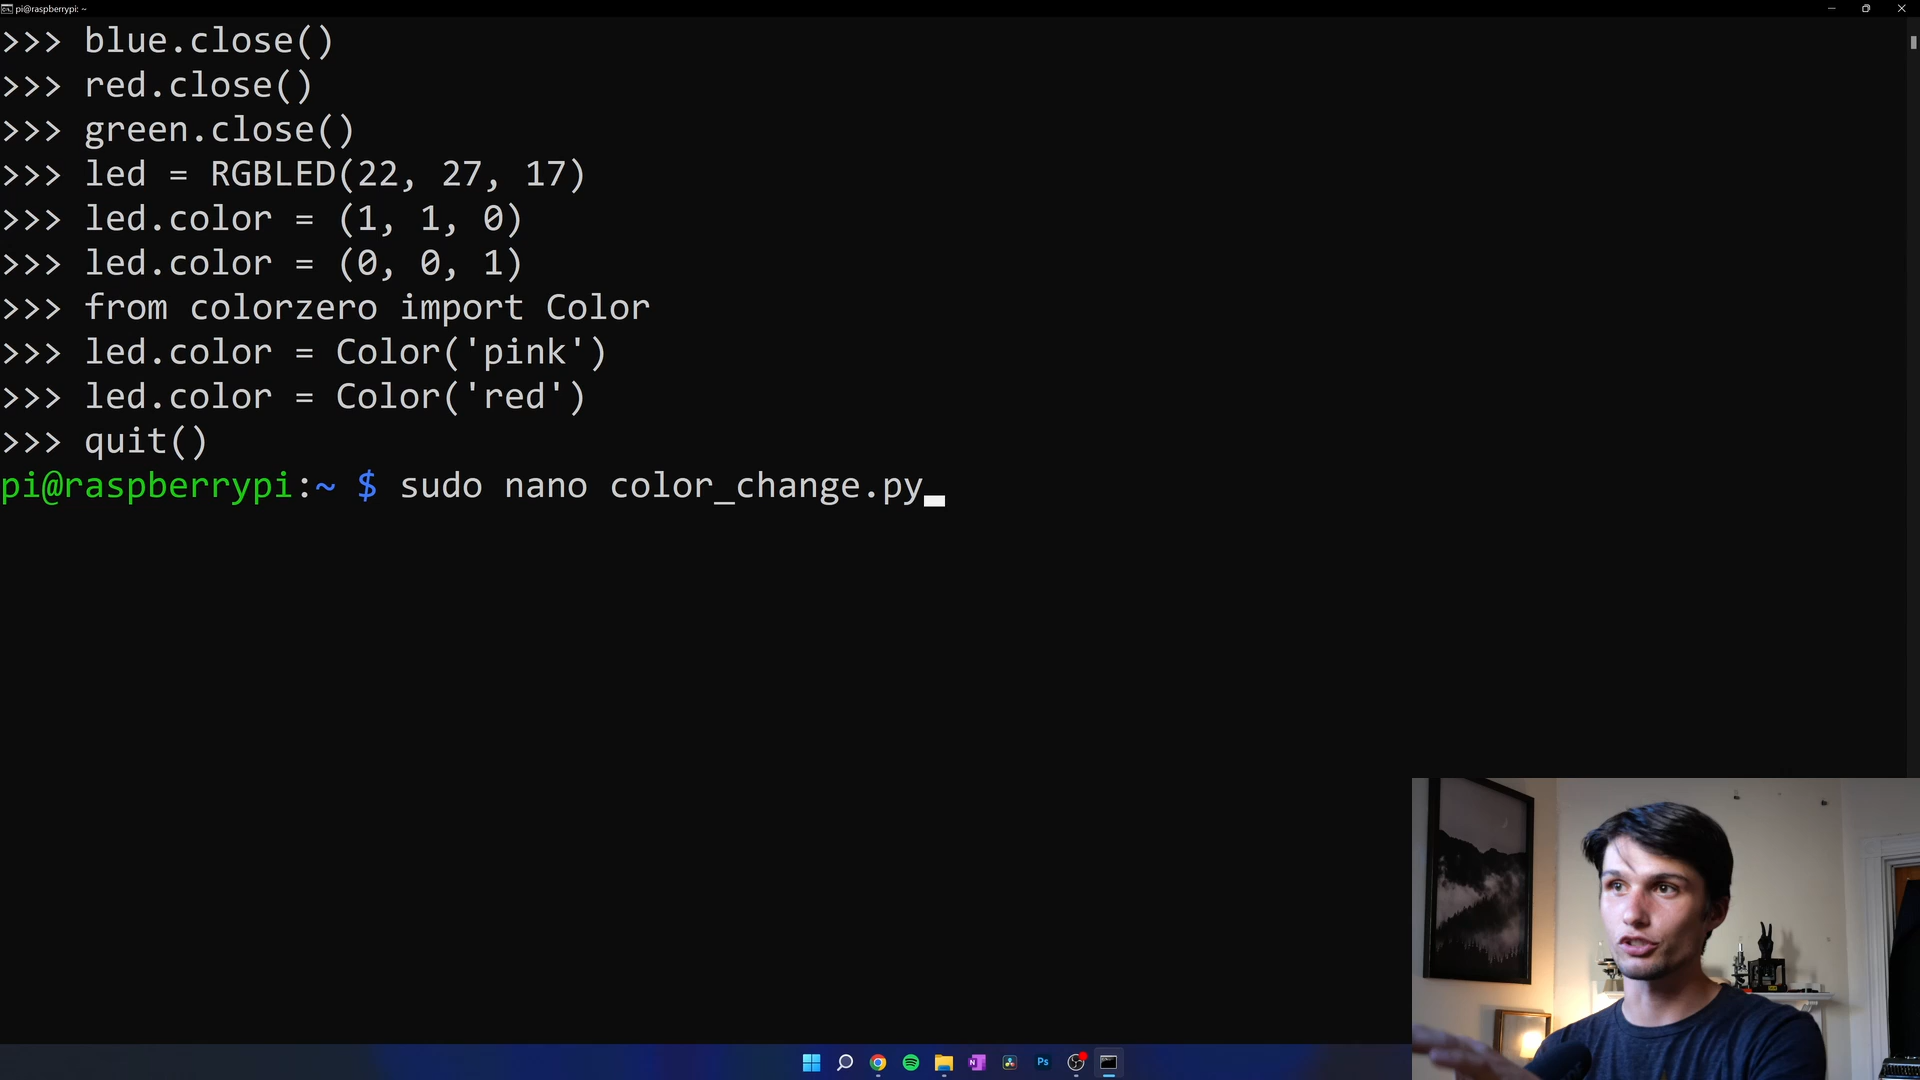 pi@raspberrypi: ~
>>> blue.close()
>>> red.close()
>>> green.close()
>>> led = RGBLED(22, 27, 17)
>>> led.color = (1, 1, 0)
>>> led.color = (0, 0, 1)
>>> from colorzero import Color
>>> led.color = Color('pink')
>>> led.color = Color('red')
>>> quit()
pi@raspberrypi:~ $ sudo nano color_change.py
Ps